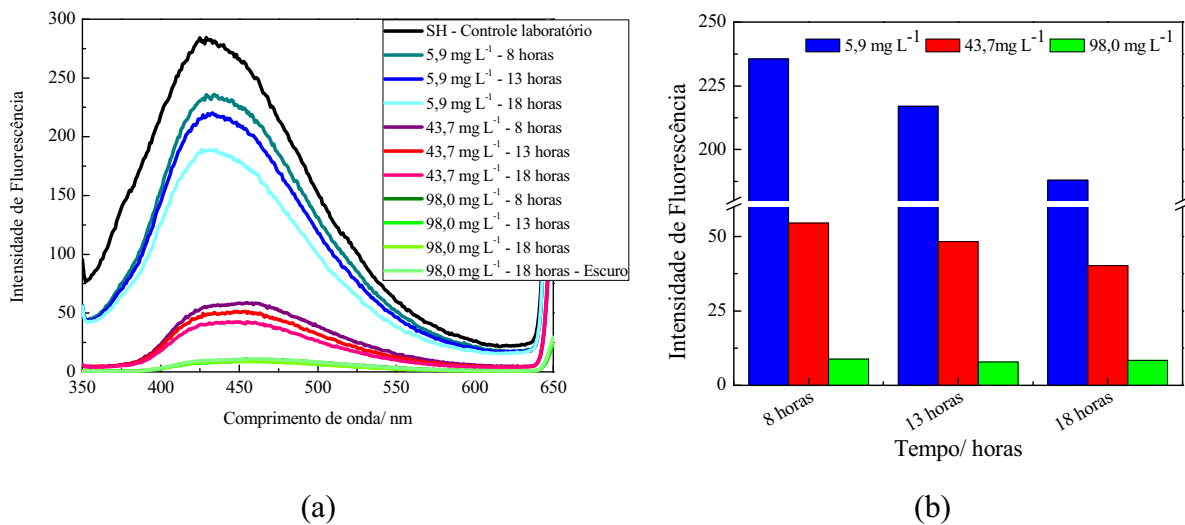 Intensidade de Fluorescência
300
250
200
150
100
50
0
350
400
450
500
550
600
650
Comprimento de onda/ nm
SH - Controle laboratório
5,9 mg L⁻¹ - 8 horas
5,9 mg L⁻¹ - 13 horas
5,9 mg L⁻¹ - 18 horas
43,7 mg L⁻¹ - 8 horas
43,7 mg L⁻¹ - 13 horas
43,7 mg L⁻¹ - 18 horas
98,0 mg L⁻¹ - 8 horas
98,0 mg L⁻¹ - 13 horas
98,0 mg L⁻¹ - 18 horas
98,0 mg L⁻¹ - 18 horas - Escuro
(a)
Intensidade de Fluorescência
250
225
200
50
25
0
5,9 mg L⁻¹
43,7mg L⁻¹
98,0 mg L⁻¹
8 horas
13 horas
18 horas
Tempo/ horas
(b)